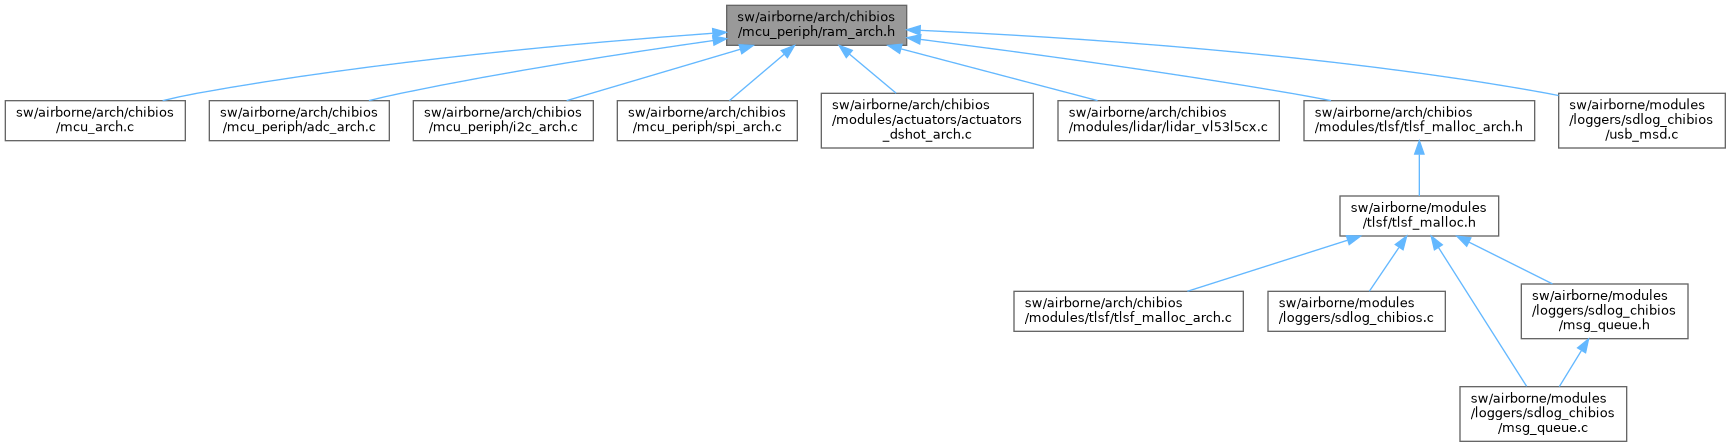 sw/airborne/arch/chibios
/mcu_periph/ram_arch.h
sw/airborne/arch/chibios
/mcu_arch.c
sw/airborne/arch/chibios
/mcu_periph/adc_arch.c
sw/airborne/arch/chibios
/mcu_periph/i2c_arch.c
sw/airborne/arch/chibios
/mcu_periph/spi_arch.c
sw/airborne/arch/chibios
/modules/actuators/actuators
_dshot_arch.c
sw/airborne/arch/chibios
/modules/lidar/lidar_vl53l5cx.c
sw/airborne/arch/chibios
/modules/tlsf/tlsf_malloc_arch.h
sw/airborne/modules
/loggers/sdlog_chibios
/usb_msd.c
sw/airborne/modules
/tlsf/tlsf_malloc.h
sw/airborne/arch/chibios
/modules/tlsf/tlsf_malloc_arch.c
sw/airborne/modules
/loggers/sdlog_chibios.c
sw/airborne/modules
/loggers/sdlog_chibios
/msg_queue.h
sw/airborne/modules
/loggers/sdlog_chibios
/msg_queue.c